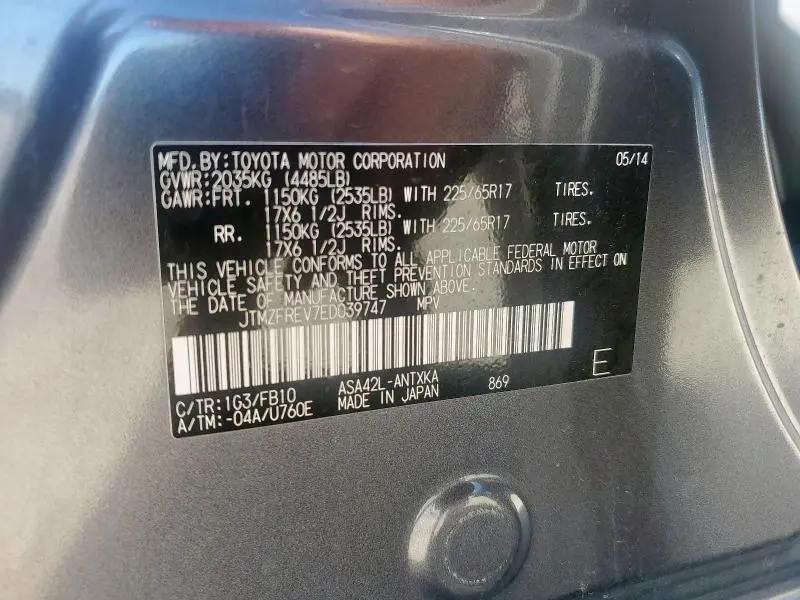 MFD.BY:TOYOTA MOTOR CORPORATION 05/14
GVWR:2035KG (4485LB)
GAWR:FRT. 1150KG (2535LB) WITH 225/65R17 TIRES.
17X6 1/2J RIMS.
RR. 1150KG (2535LB) WITH 225/65R17 TIRES.
17X6 1/2J RIMS.
THIS VEHICLE CONFORMS TO ALL APPLICABLE FEDERAL MOTOR
VEHICLE SAFETY AND THEFT PREVENTION STANDARDS IN EFFECT ON
THE DATE OF MANUFACTURE SHOWN ABOVE.
JTMZFREV7ED039747 MPV
E
C/TR:1G3/FB10 ASA42L-ANTXKA 869
A/TM:-04A/U760E MADE IN JAPAN